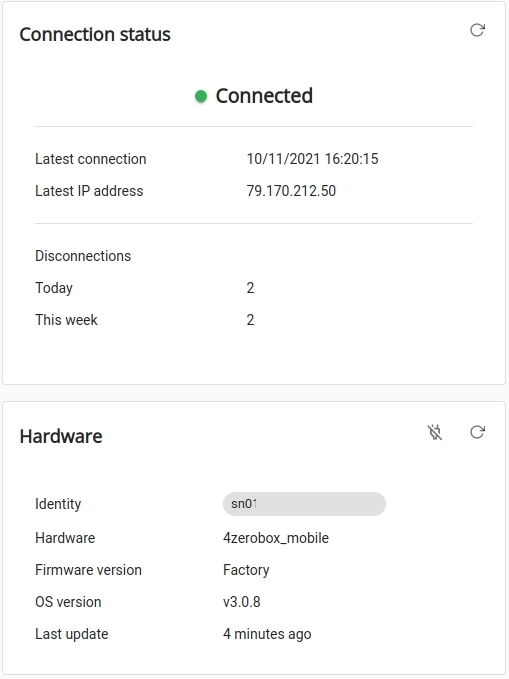 Connection status
Connected
Latest connection 10/11/2021 16:20:15
Latest IP address 79.170.212.50
Disconnections
Today 2
This week 2
Hardware
Identity sn01
Hardware 4zerobox_mobile
Firmware version Factory
OS version v3.0.8
Last update 4 minutes ago